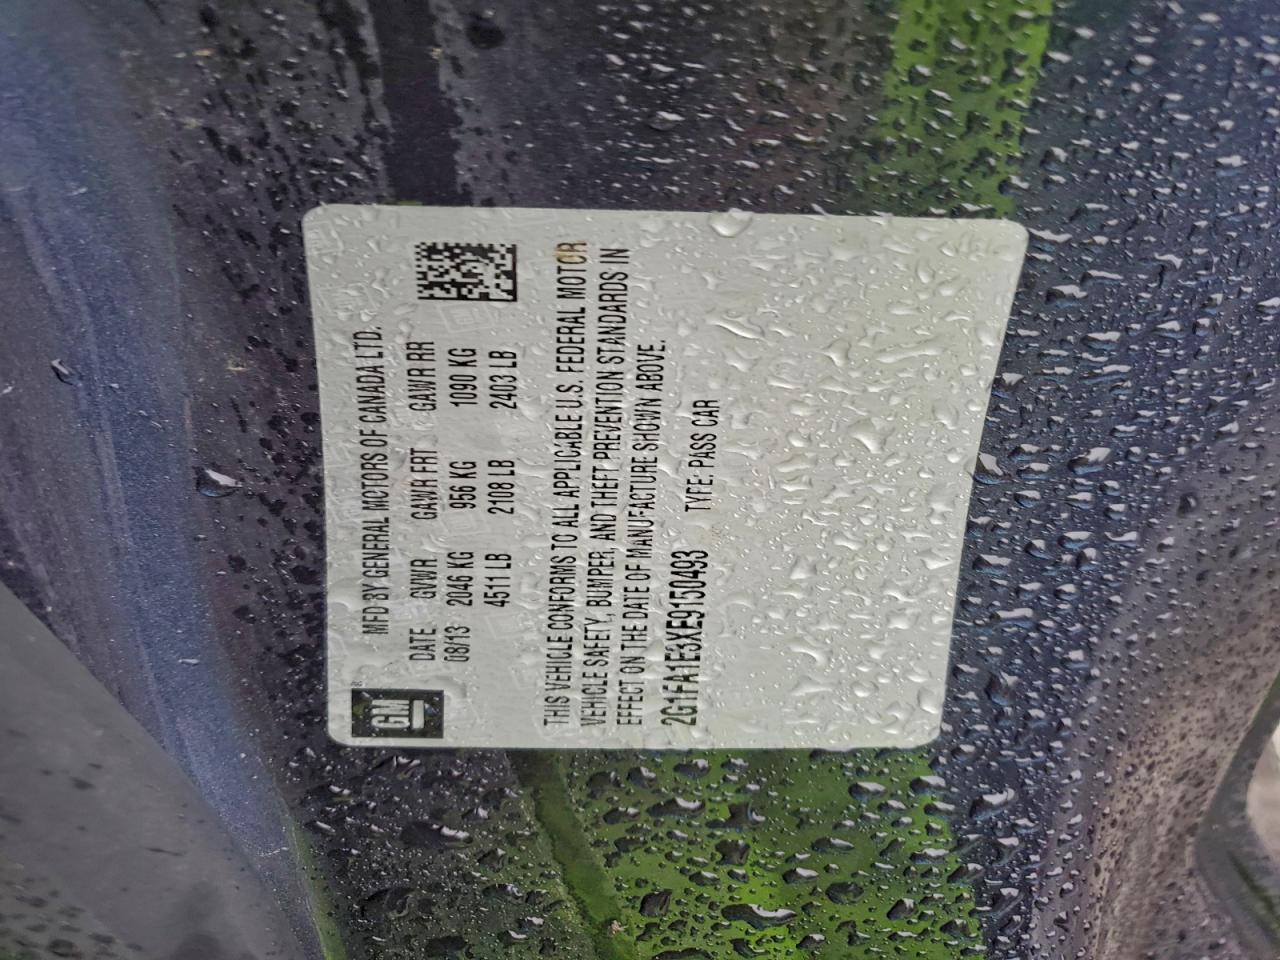 GM
MFD BY GENERAL MOTORS OF CANADA LTD.
DATE GVWR GAWR FRT GAWR RR
08/13 2046 KG 956 KG 1090 KG
4511 LB 2108 LB 2403 LB
THIS VEHICLE CONFORMS TO ALL APPLICABLE U.S. FEDERAL MOTOR
VEHICLE SAFETY, BUMPER, AND THEFT PREVENTION STANDARDS IN
EFFECT ON THE DATE OF MANUFACTURE SHOWN ABOVE.
2G1FA1E3XE9150493 TYPE: PASS CAR